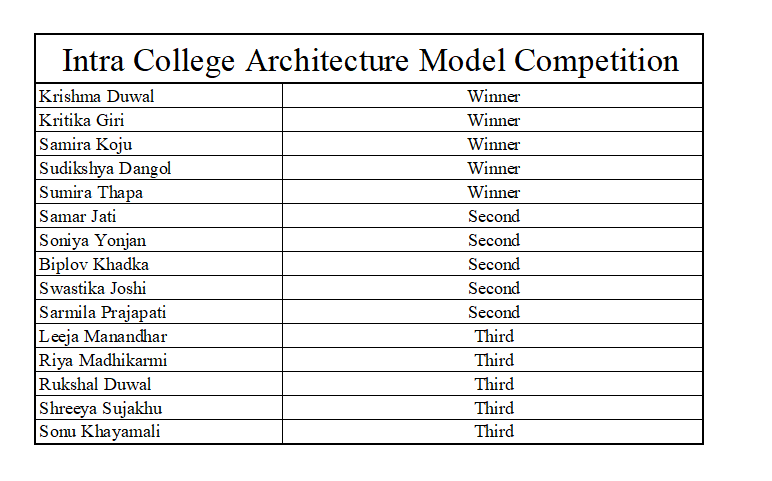 Intra College Architecture Model Competition
Krishma Duwal Winner
Kritika Giri Winner
Samira Koju Winner
Sudikshya Dangol Winner
Sumira Thapa Winner
Samar Jati Second
Soniya Yonjan Second
Biplov Khadka Second
Swastika Joshi Second
Sarmila Prajapati Second
Leeja Manandhar Third
Riya Madhikarmi Third
Rukshal Duwal Third
Shreeya Sujakhu Third
Sonu Khayamali Third